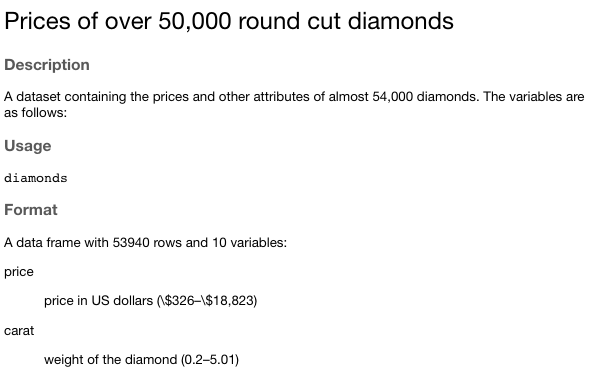 Prices of over 50,000 round cut diamonds
Description
A dataset containing the prices and other attributes of almost 54,000 diamonds. The variables are
as follows:
Usage
diamonds
Format
A data frame with 53940 rows and 10 variables:
price
price in US dollars (\$326–\$18,823)
carat
weight of the diamond (0.2–5.01)